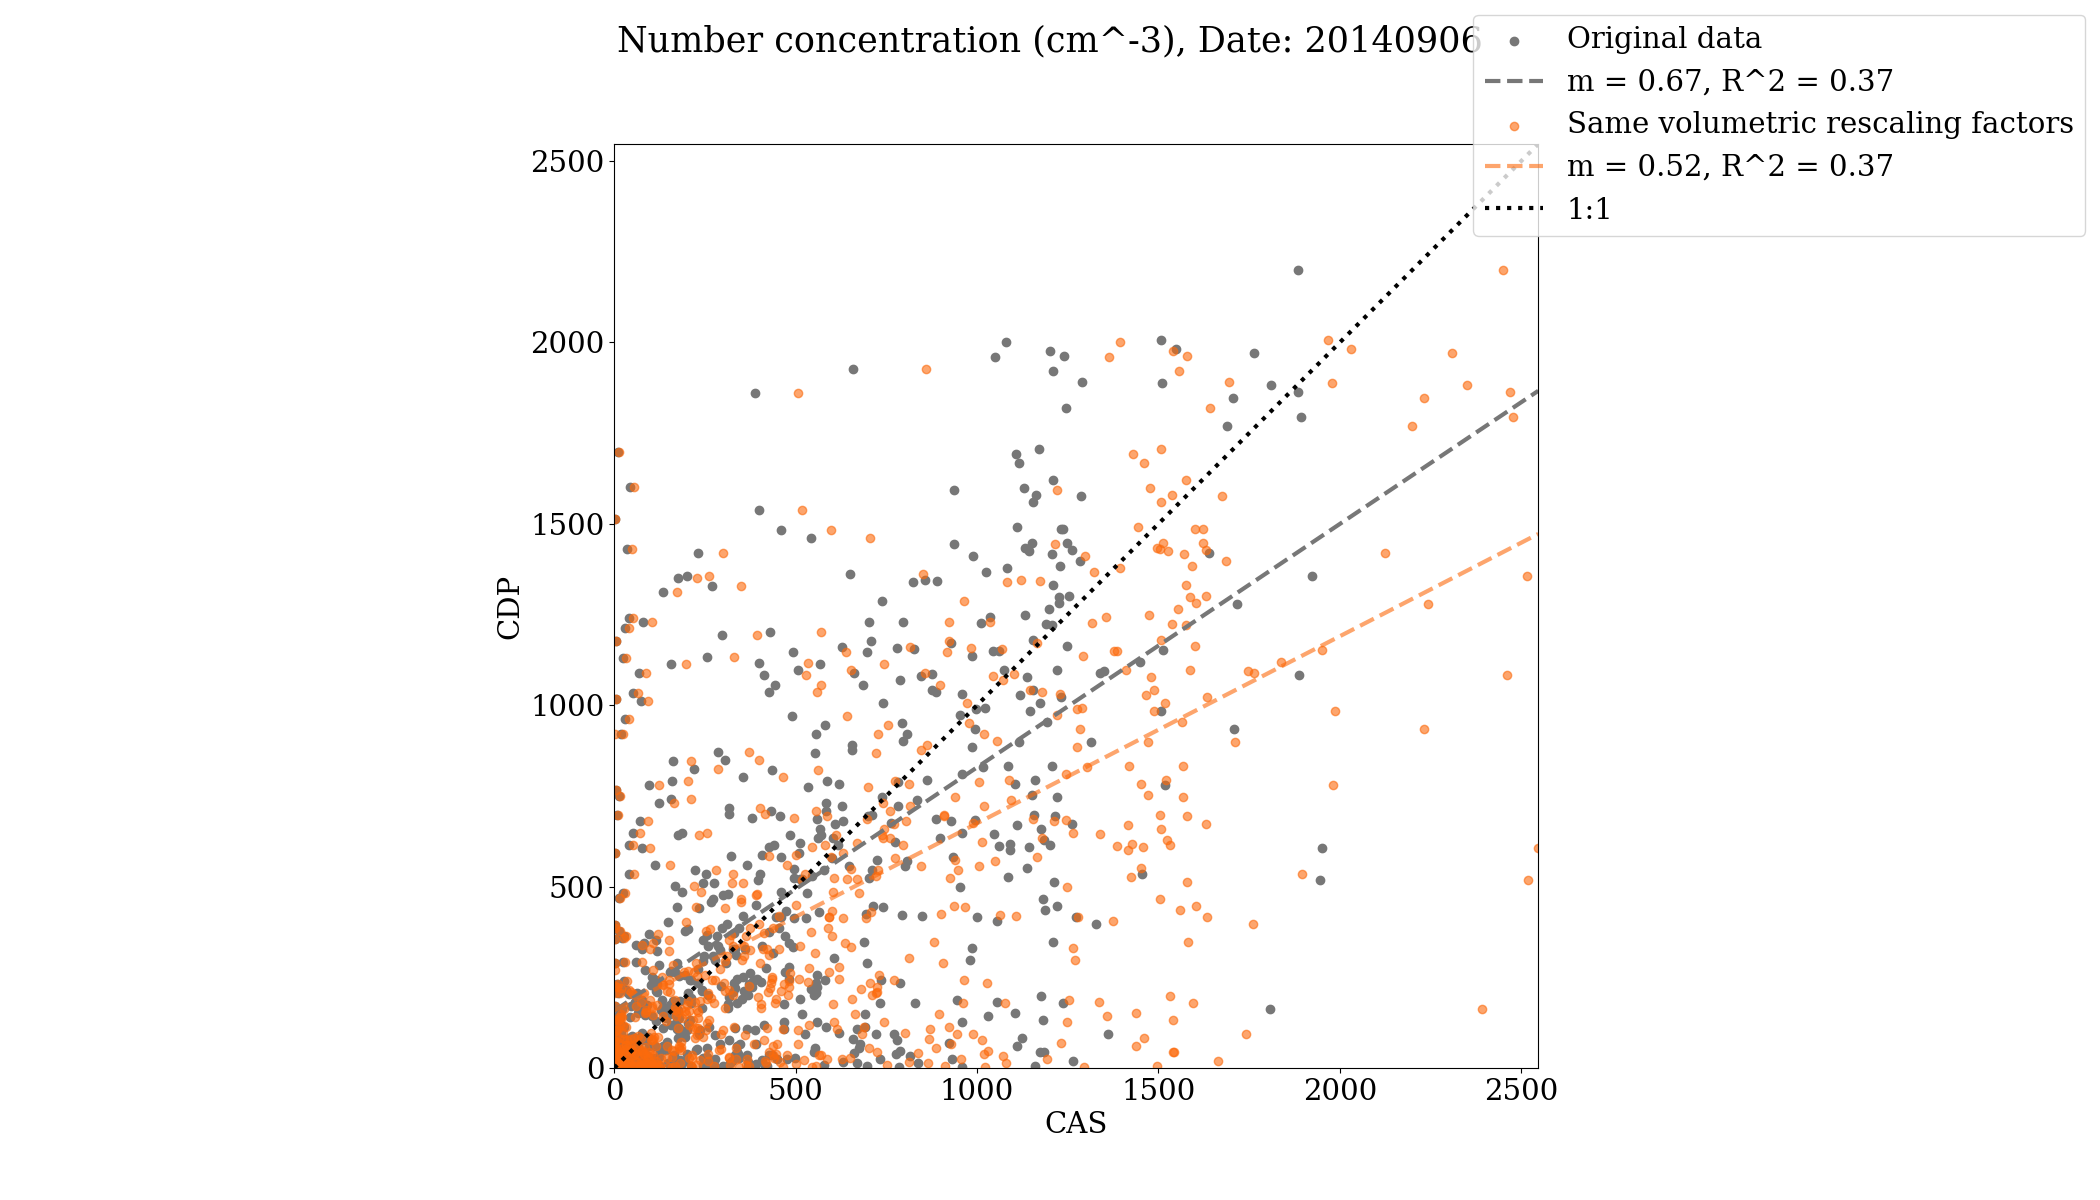 Number concentration (cm^-3), Date: 20140906
Original data
m = 0.67, R^2 = 0.37
Same volumetric rescaling factors
m = 0.52, R^2 = 0.37
1:1
2500
2000
1500
1000
500
0
CDP
0 500 1000 1500 2000 2500
CAS